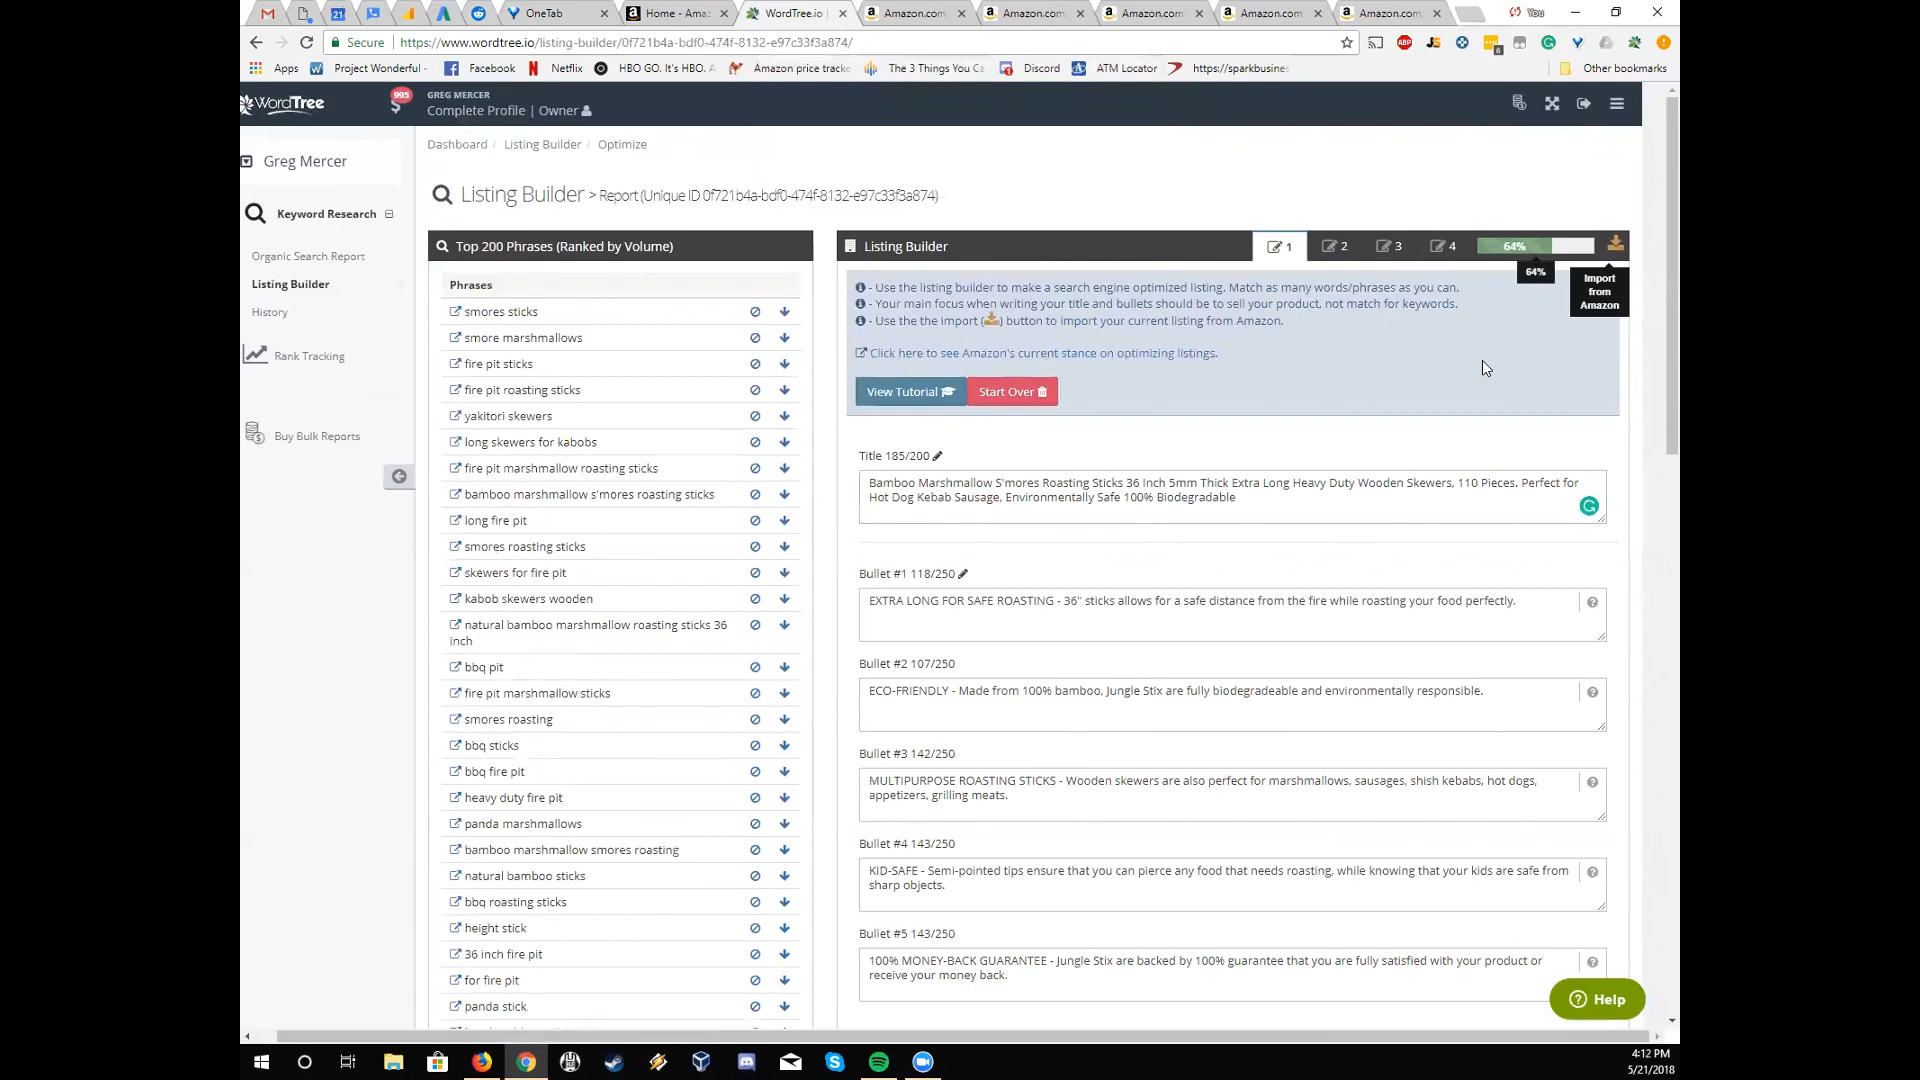 OneTab
Home - Amaz
WordTree.io |
Amazon.com
Amazon.com
Amazon.com
Amazon.com
Amazon.com
You
Secure
https://www.wordtree.io/listing-builder/0f721b4a-bdf0-474f-8132-e97c33f3a874/
Apps
Project Wonderful -
Facebook
Netflix
HBO GO. It's HBO. A
Amazon price tracke
The 3 Things You Ca
Discord
ATM Locator
https://sparkbusines
Other bookmarks
WORDTREE
995
GREG MERCER
Complete Profile | Owner
Greg Mercer
Keyword Research
Organic Search Report
Listing Builder
History
Rank Tracking
Buy Bulk Reports
Dashboard / Listing Builder / Optimize
Listing Builder > Report (Unique ID 0f721b4a-bdf0-474f-8132-e97c33f3a874)
Top 200 Phrases (Ranked by Volume)
Phrases
smores sticks
smore marshmallows
fire pit sticks
fire pit roasting sticks
yakitori skewers
long skewers for kabobs
fire pit marshmallow roasting sticks
bamboo marshmallow s'mores roasting sticks
long fire pit
smores roasting sticks
skewers for fire pit
kabob skewers wooden
natural bamboo marshmallow roasting sticks 36
inch
bbq pit
fire pit marshmallow sticks
smores roasting
bbq sticks
bbq fire pit
heavy duty fire pit
panda marshmallows
bamboo marshmallow smores roasting
natural bamboo sticks
bbq roasting sticks
height stick
36 inch fire pit
for fire pit
panda stick
Listing Builder
1
2
3
4
64%
64%
Import
from
Amazon
- Use the listing builder to make a search engine optimized listing. Match as many words/phrases as you can.
- Your main focus when writing your title and bullets should be to sell your product, not match for keywords.
- Use the the import ( ) button to import your current listing from Amazon.
Click here to see Amazon's current stance on optimizing listings.
View Tutorial
Start Over
Title 185/200
Bamboo Marshmallow S'mores Roasting Sticks 36 Inch 5mm Thick Extra Long Heavy Duty Wooden Skewers, 110 Pieces. Perfect for
Hot Dog Kebab Sausage, Environmentally Safe 100% Biodegradable
Bullet #1 118/250
EXTRA LONG FOR SAFE ROASTING - 36" sticks allows for a safe distance from the fire while roasting your food perfectly.
Bullet #2 107/250
ECO-FRIENDLY - Made from 100% bamboo, Jungle Stix are fully biodegradeable and environmentally responsible.
Bullet #3 142/250
MULTIPURPOSE ROASTING STICKS - Wooden skewers are also perfect for marshmallows, sausages, shish kebabs, hot dogs,
appetizers, grilling meats.
Bullet #4 143/250
KID-SAFE - Semi-pointed tips ensure that you can pierce any food that needs roasting, while knowing that your kids are safe from
sharp objects.
Bullet #5 143/250
100% MONEY-BACK GUARANTEE - Jungle Stix are backed by 100% guarantee that you are fully satisfied with your product or
receive your money back.
Help
4:12 PM
5/21/2018